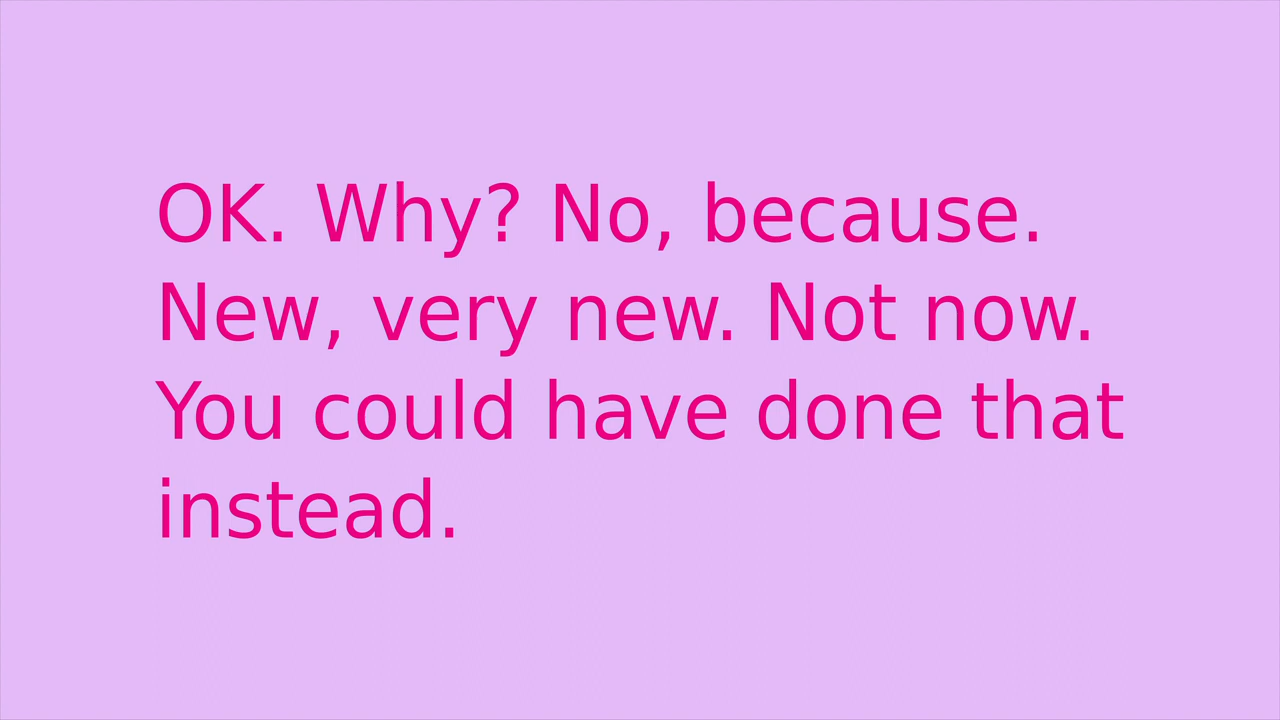 OK. Why? No, because.
New, very new. Not now.
You could have done that
instead.